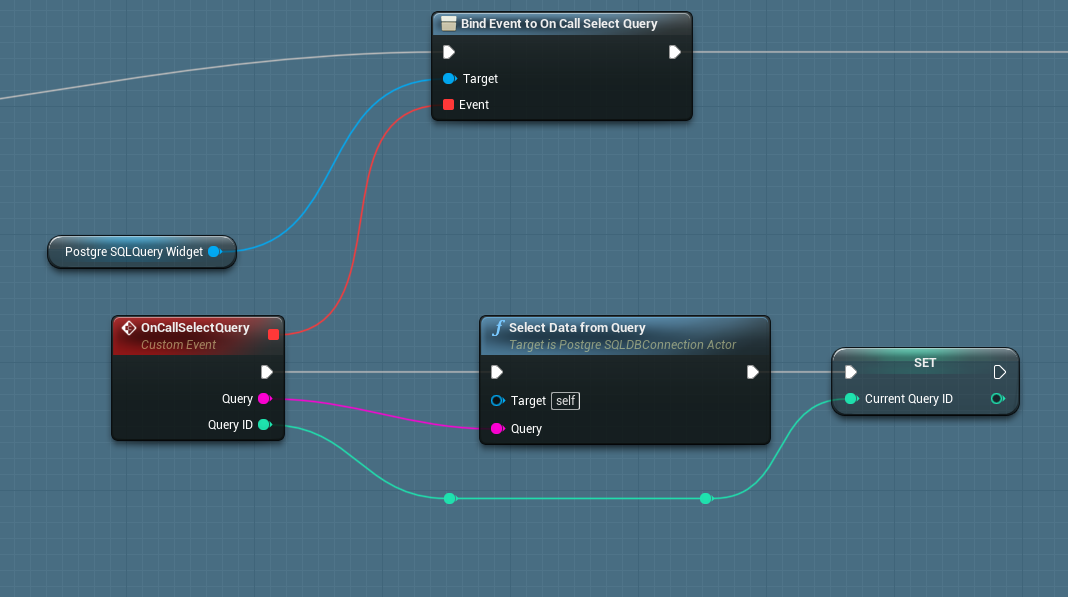 Bind Event to On Call Select Query
Target
Event
Postgre SQLQuery Widget
OnCallSelectQuery
Custom Event
Query
Query ID
Select Data from Query
Target is Postgre SQLDBConnection Actor
Target self
Query
SET
Current Query ID